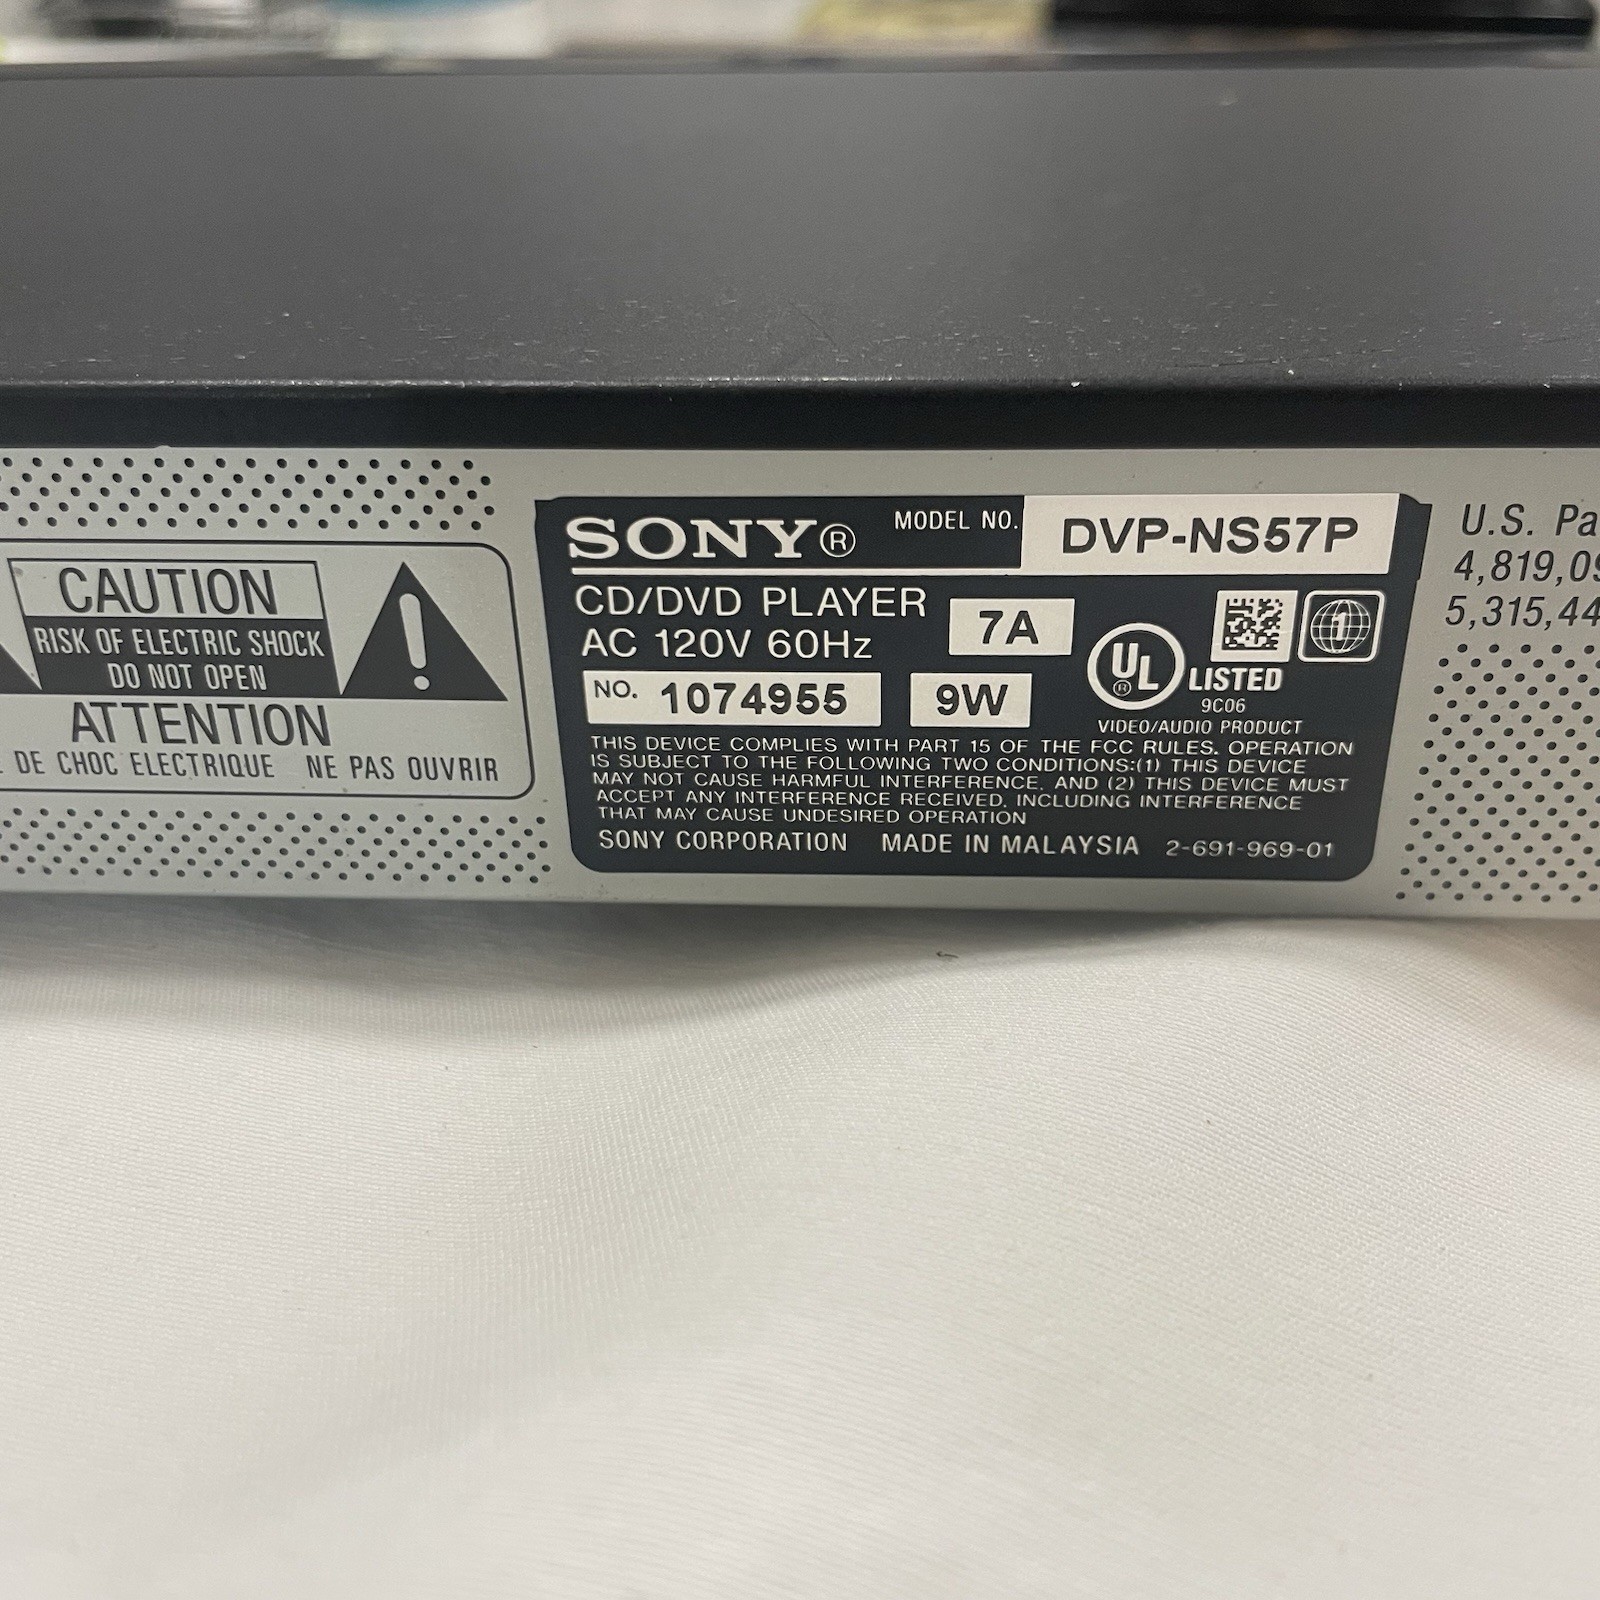 CAUTION
RISK OF ELECTRIC SHOCK
DO NOT OPEN
ATTENTION
DE CHOC ELECTRIQUE NE PAS OUVRIR
SONY® MODEL NO. DVP-NS57P
CD/DVD PLAYER
AC 120V 60Hz
7A
NO. 1074955
9W
1
UL® LISTED
9C06
VIDEO/AUDIO PRODUCT
THIS DEVICE COMPLIES WITH PART 15 OF THE FCC RULES. OPERATION
IS SUBJECT TO THE FOLLOWING TWO CONDITIONS:(1) THIS DEVICE
MAY NOT CAUSE HARMFUL INTERFERENCE, AND (2) THIS DEVICE MUST
ACCEPT ANY INTERFERENCE RECEIVED, INCLUDING INTERFERENCE
THAT MAY CAUSE UNDESIRED OPERATION
SONY CORPORATION MADE IN MALAYSIA 2-691-969-01
U.S. Pa
4,819,09
5,315,44